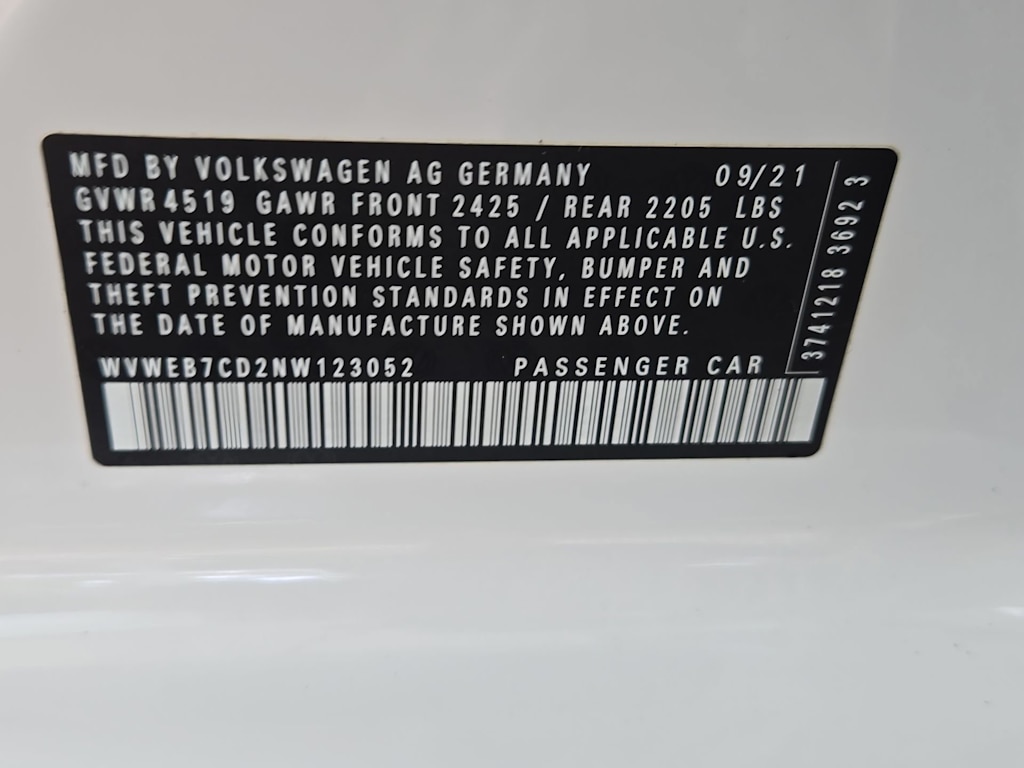 MFD BY VOLKSWAGEN AG GERMANY 09/21
GVWR 4519 GAWR FRONT 2425 / REAR 2205 LBS
THIS VEHICLE CONFORMS TO ALL APPLICABLE U.S.
FEDERAL MOTOR VEHICLE SAFETY, BUMPER AND
THEFT PREVENTION STANDARDS IN EFFECT ON
THE DATE OF MANUFACTURE SHOWN ABOVE.
WVWEB7CD2NW123052 PASSENGER CAR
3741218 3692 3